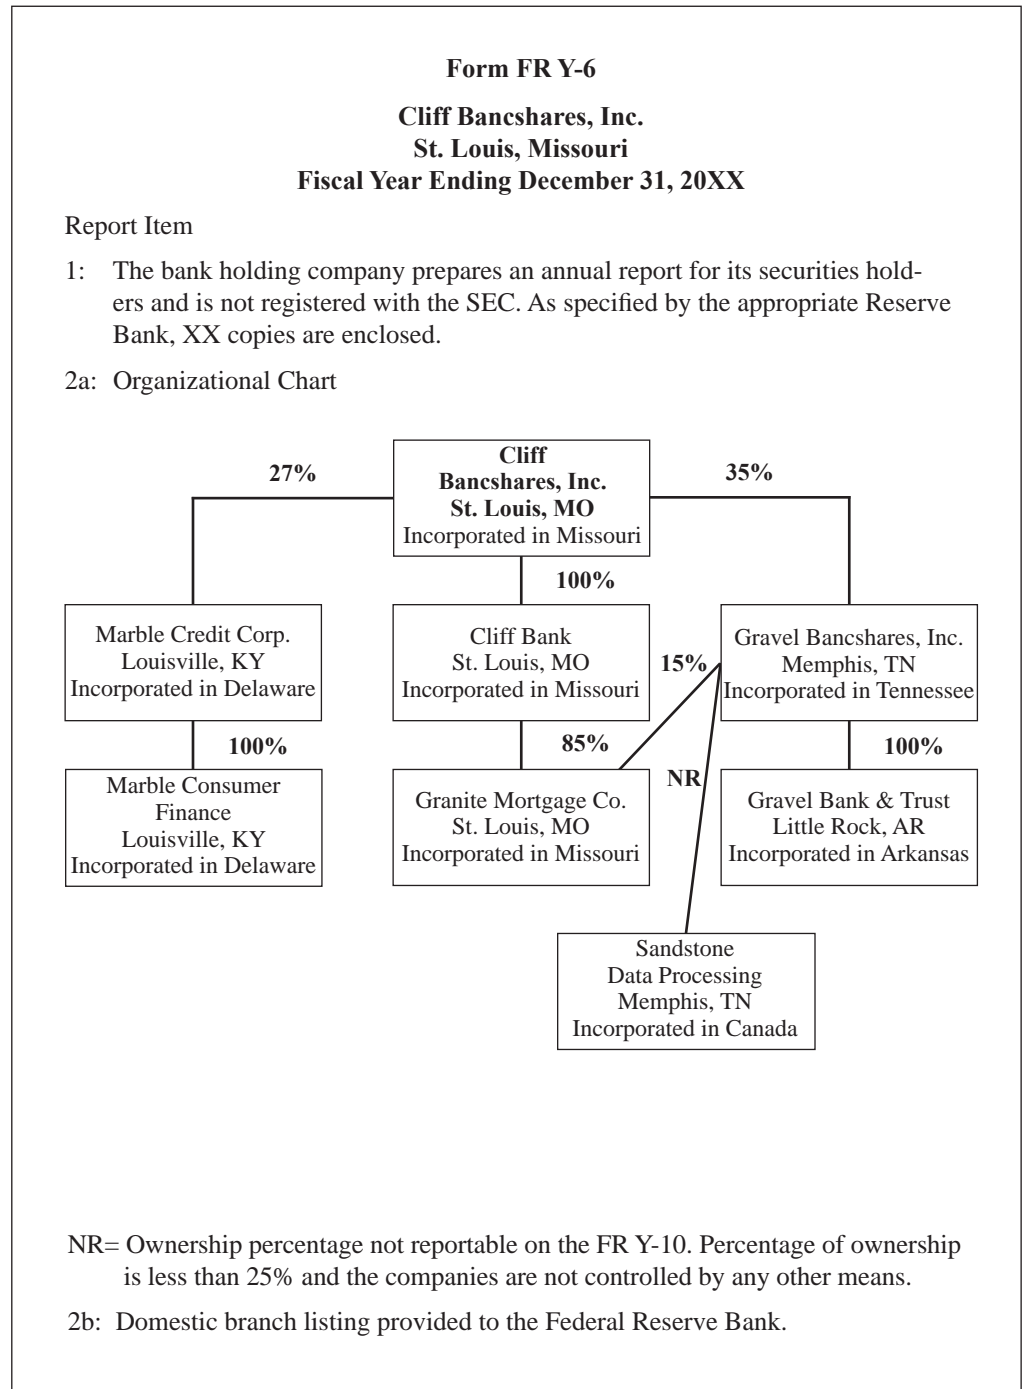 Form FR Y-6
Cliff Bancshares, Inc.
St. Louis, Missouri
Fiscal Year Ending December 31, 20XX
Report Item
1: The bank holding company prepares an annual report for its securities hold-
ers and is not registered with the SEC. As specified by the appropriate Reserve
Bank, XX copies are enclosed.
2a: Organizational Chart
27%
Cliff
Bancshares, Inc.
St. Louis, MO
Incorporated in Missouri
35%
100%
Marble Credit Corp.
Louisville, KY
Incorporated in Delaware
Cliff Bank
St. Louis, MO
Incorporated in Missouri
15%
Gravel Bancshares, Inc.
Memphis, TN
Incorporated in Tennessee
100%
85%
NR
100%
Marble Consumer
Finance
Louisville, KY
Incorporated in Delaware
Granite Mortgage Co.
St. Louis, MO
Incorporated in Missouri
Gravel Bank & Trust
Little Rock, AR
Incorporated in Arkansas
Sandstone
Data Processing
Memphis, TN
Incorporated in Canada
NR= Ownership percentage not reportable on the FR Y-10. Percentage of ownership
is less than 25% and the companies are not controlled by any other means.
2b: Domestic branch listing provided to the Federal Reserve Bank.